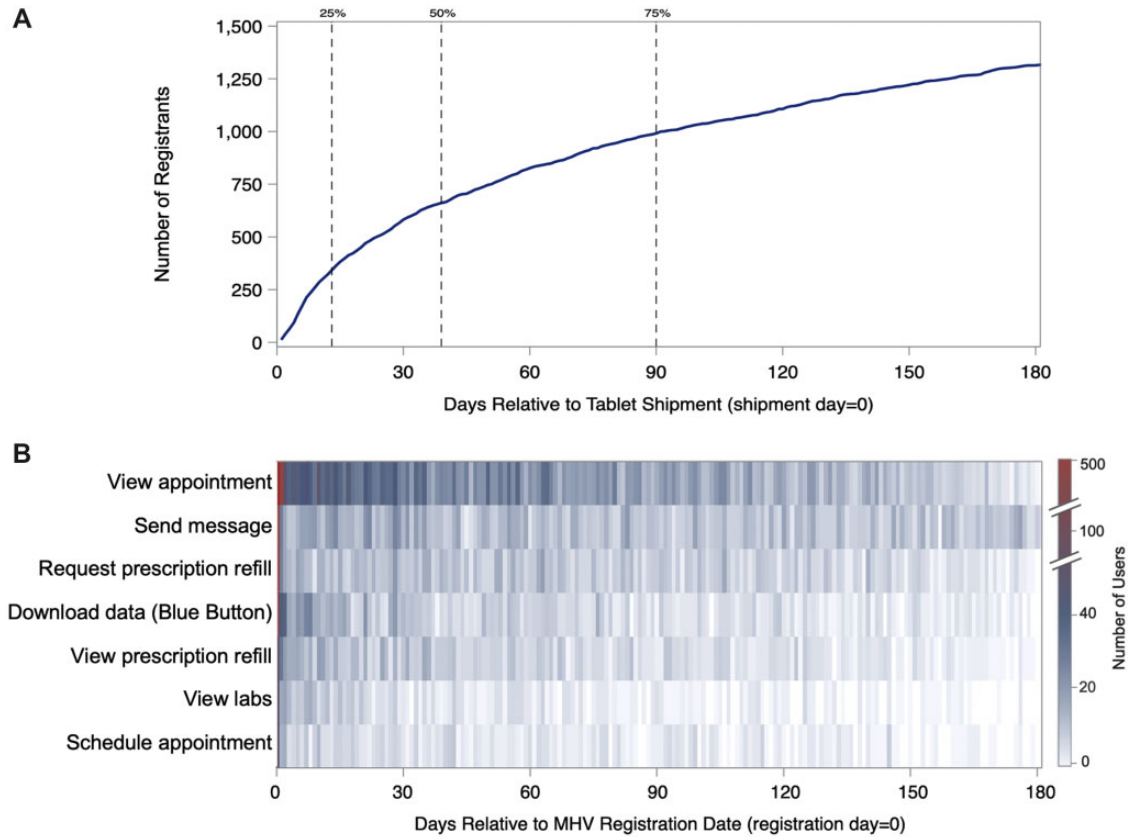 A
25% 50% 75%
1,500
1,250
1,000
750
500
250
0
Number of Registrants
0 30 60 90 120 150 180
Days Relative to Tablet Shipment (shipment day=0)
B
View appointment
Send message
Request prescription refill
Download data (Blue Button)
View prescription refill
View labs
Schedule appointment
500
100
40
20
0
Number of Users
0 30 60 90 120 150 180
Days Relative to MHV Registration Date (registration day=0)